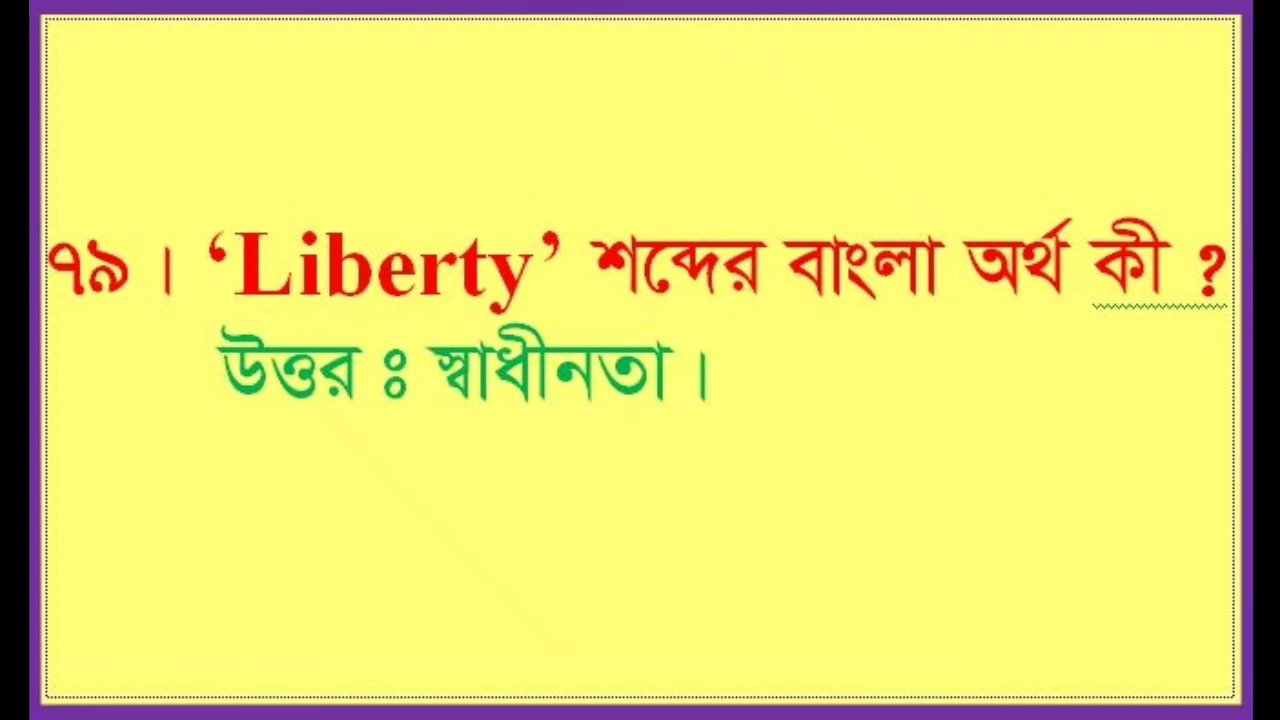 ৭৯। ‘Liberty’ শব্দের বাংলা অর্থ কী ?
উত্তর ঃ স্বাধীনতা।